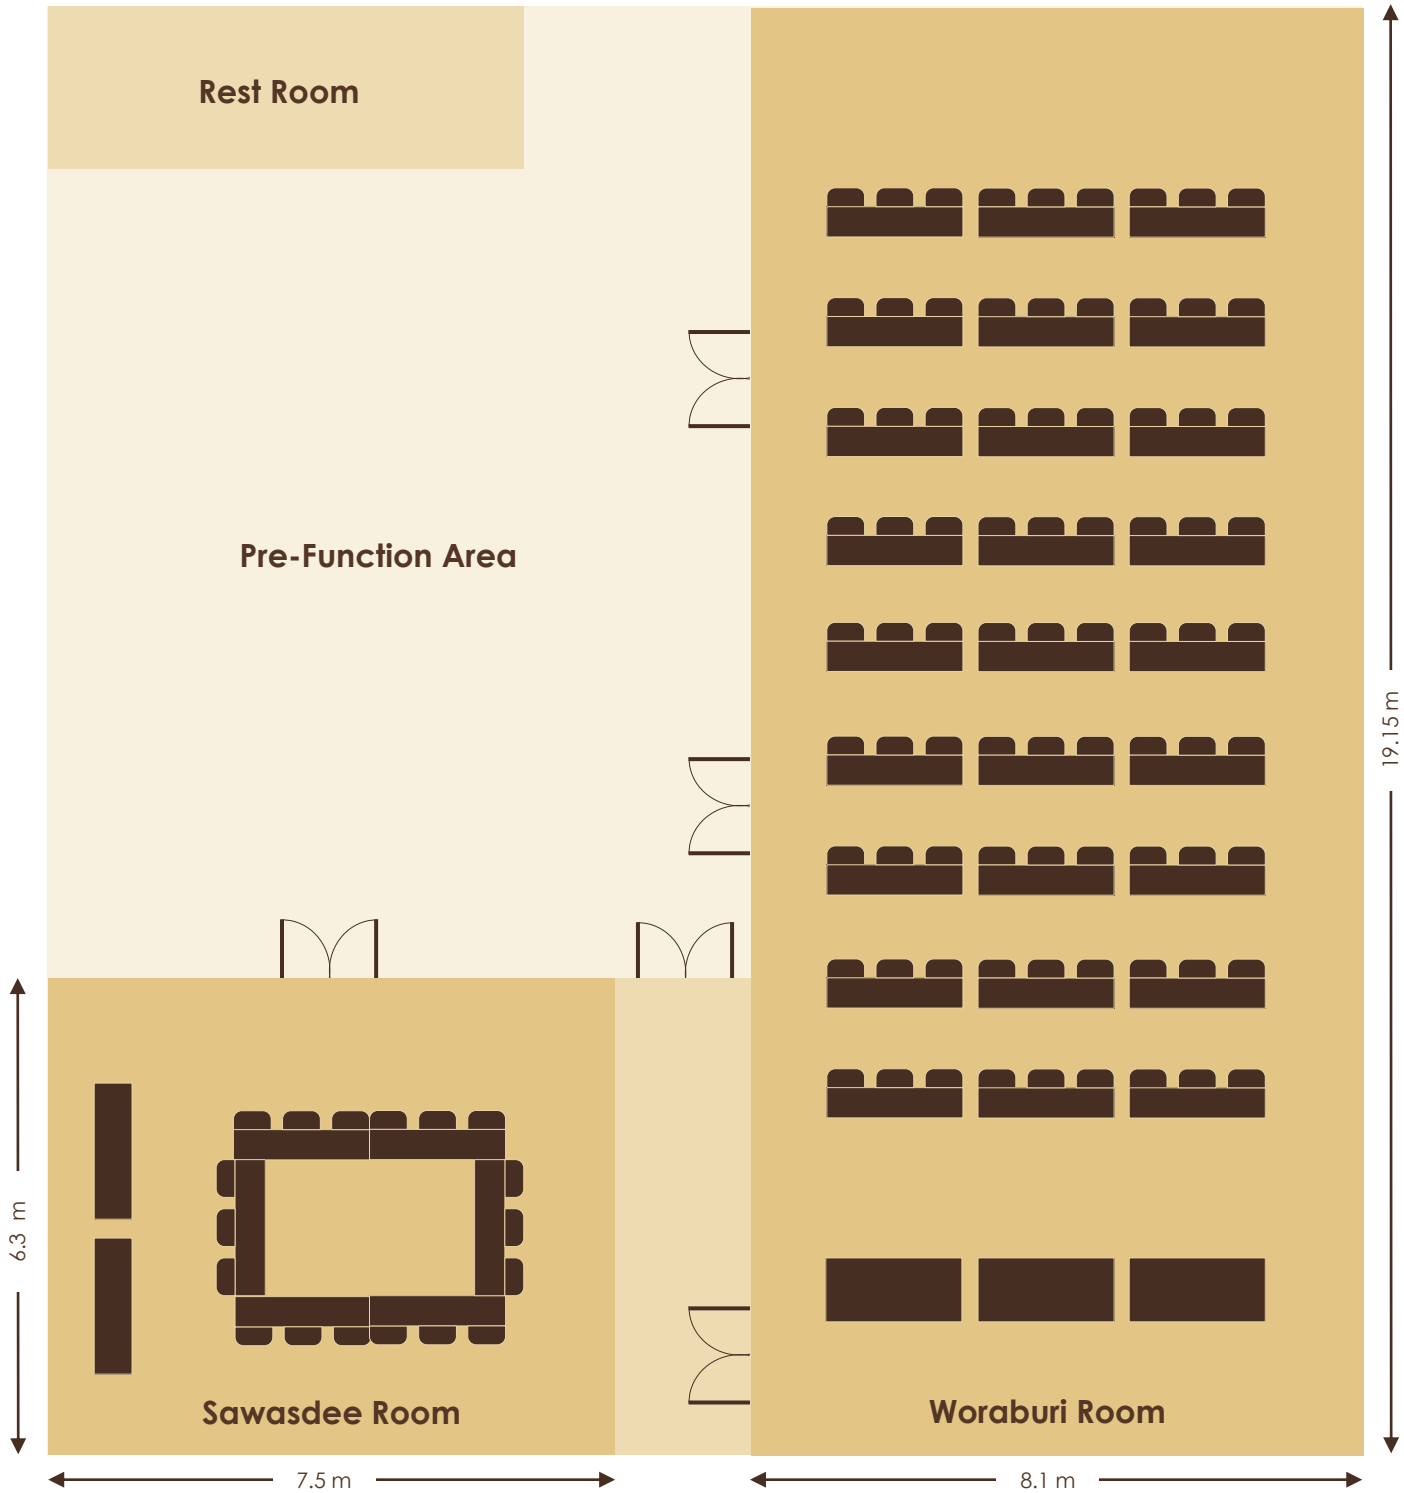 Rest Room
Pre-Function Area
19.15 m
6.3 m
Sawasdee Room
Woraburi Room
7.5 m
8.1 m